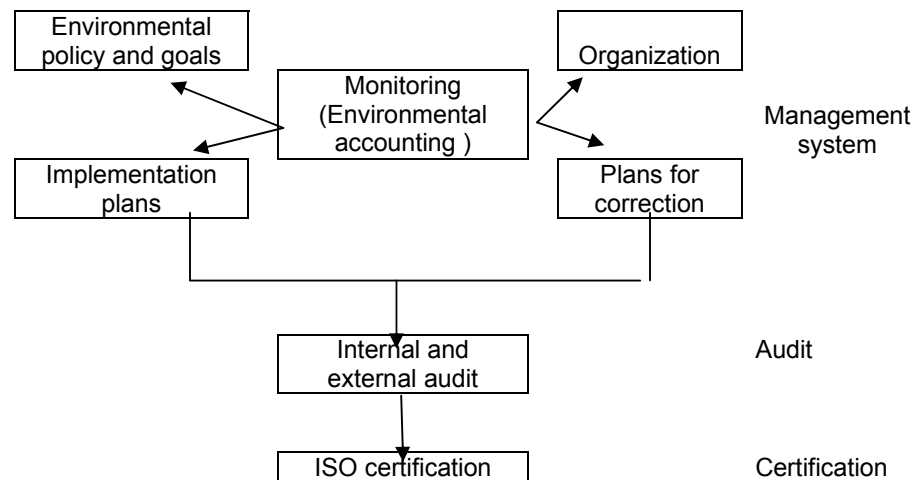 Environmental
policy and goals
Organization
Monitoring
(Environmental
accounting )
Management
system
Implementation
plans
Plans for
correction
Internal and
external audit
Audit
ISO certification
Certification